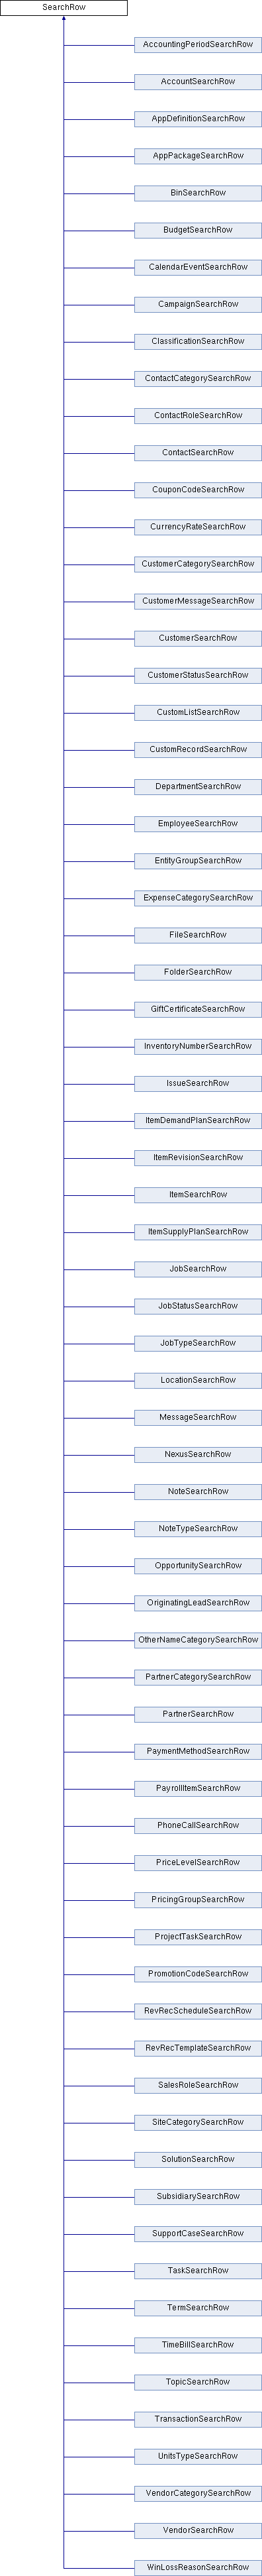 SearchRow
AccountingPeriodSearchRow
AccountSearchRow
AppDefinitionSearchRow
AppPackageSearchRow
BinSearchRow
BudgetSearchRow
CalendarEventSearchRow
CampaignSearchRow
ClassificationSearchRow
ContactCategorySearchRow
ContactRoleSearchRow
ContactSearchRow
CouponCodeSearchRow
CurrencyRateSearchRow
CustomerCategorySearchRow
CustomerMessageSearchRow
CustomerSearchRow
CustomerStatusSearchRow
CustomListSearchRow
CustomRecordSearchRow
DepartmentSearchRow
EmployeeSearchRow
EntityGroupSearchRow
ExpenseCategorySearchRow
FileSearchRow
FolderSearchRow
GiftCertificateSearchRow
InventoryNumberSearchRow
IssueSearchRow
ItemDemandPlanSearchRow
ItemRevisionSearchRow
ItemSearchRow
ItemSupplyPlanSearchRow
JobSearchRow
JobStatusSearchRow
JobTypeSearchRow
LocationSearchRow
MessageSearchRow
NexusSearchRow
NoteSearchRow
NoteTypeSearchRow
OpportunitySearchRow
OriginatingLeadSearchRow
OtherNameCategorySearchRow
PartnerCategorySearchRow
PartnerSearchRow
PaymentMethodSearchRow
PayrollItemSearchRow
PhoneCallSearchRow
PriceLevelSearchRow
PricingGroupSearchRow
ProjectTaskSearchRow
PromotionCodeSearchRow
RevRecScheduleSearchRow
RevRecTemplateSearchRow
SalesRoleSearchRow
SiteCategorySearchRow
SolutionSearchRow
SubsidiarySearchRow
SupportCaseSearchRow
TaskSearchRow
TermSearchRow
TimeBillSearchRow
TopicSearchRow
TransactionSearchRow
UnitsTypeSearchRow
VendorCategorySearchRow
VendorSearchRow
WinLossReasonSearchRow